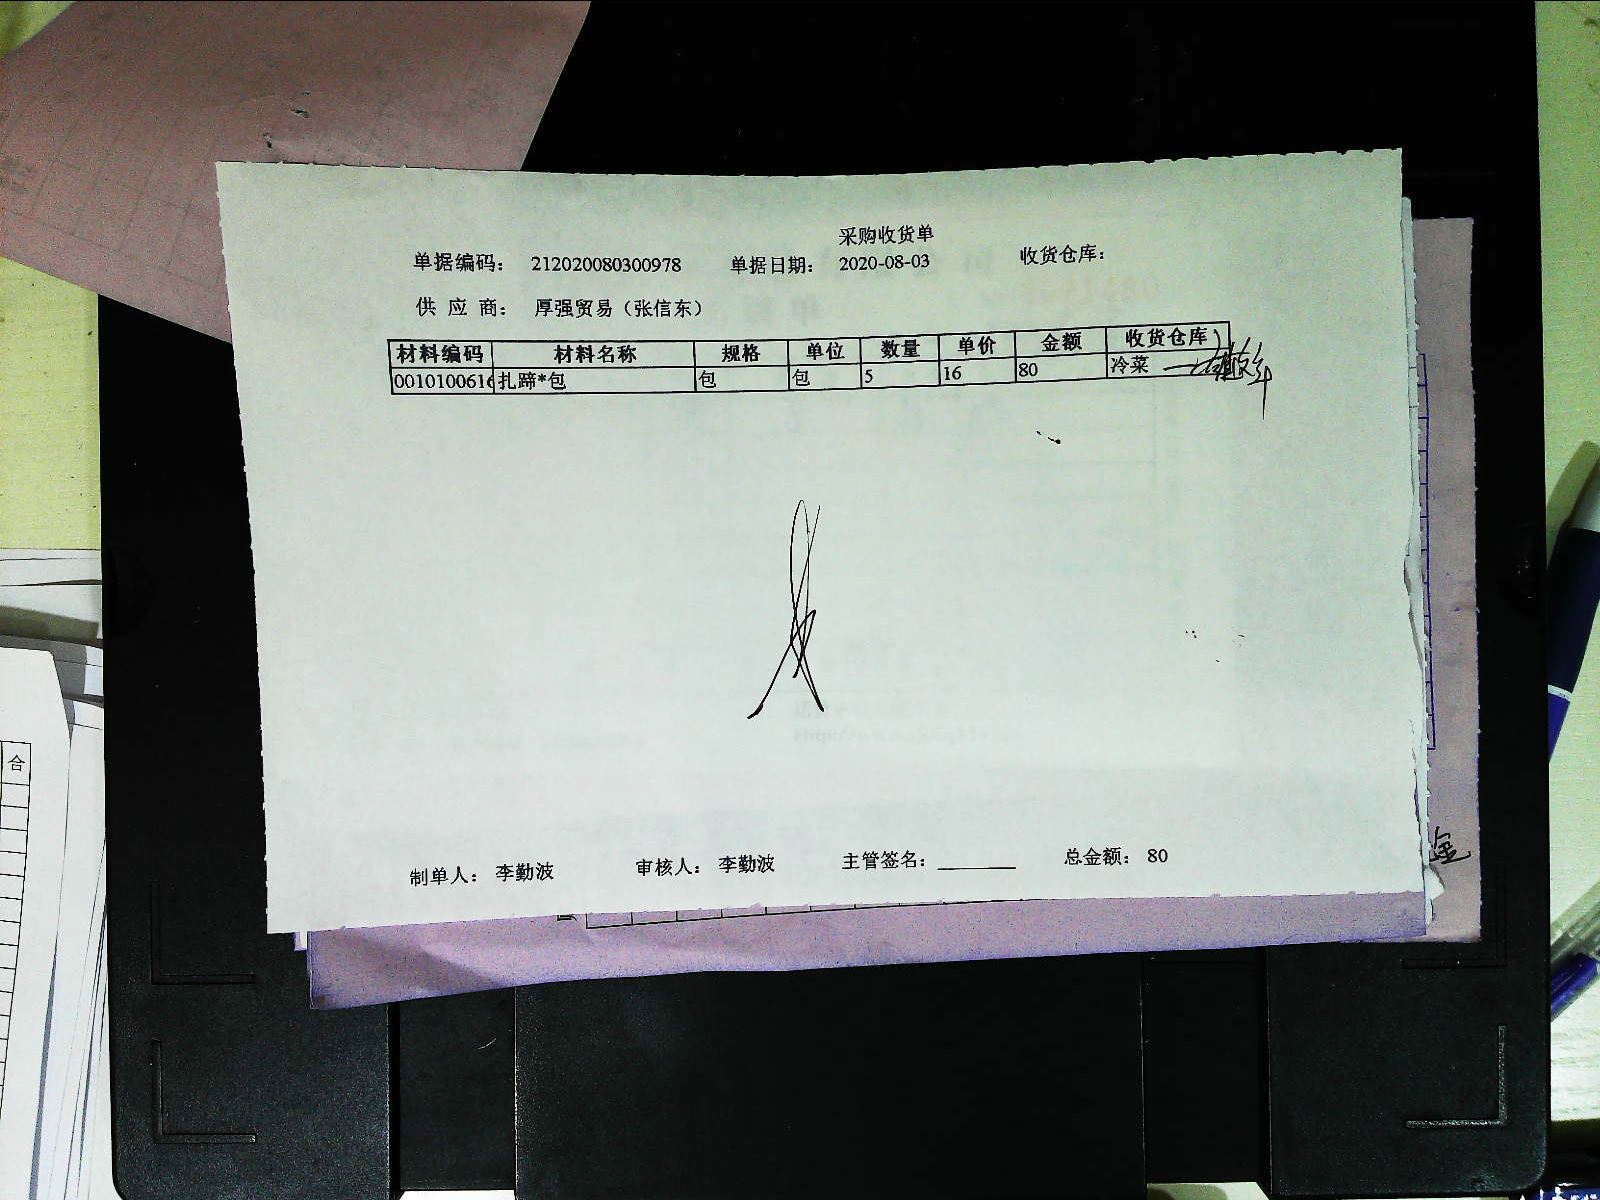 采购收货单
单据编码： 212020080300978 单据日期： 2020-08-03 收货仓库：
供 应 商： 厚强贸易（张信东）
材料编码 材料名称 规格 单位 数量 单价 金额 收货仓库
0010100616 扎蹄*包 包 包 5 16 80 冷菜
制单人： 李勤波 审核人： 李勤波 主管签名： 总金额： 80
合
金